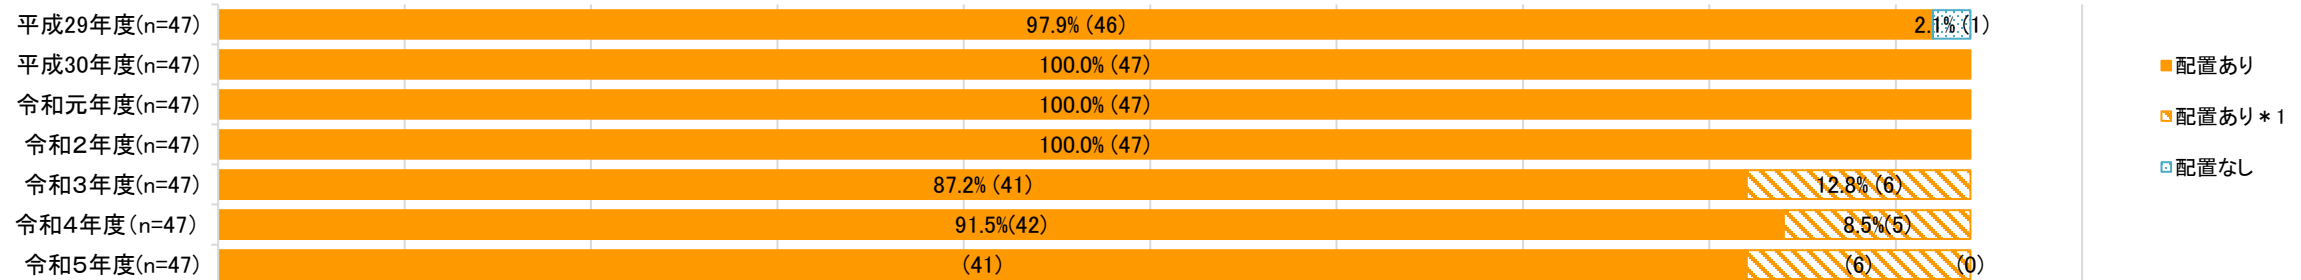 平成29年度(n=47) 97.9% (46) 2.1% (1)
平成30年度(n=47) 100.0% (47)
令和元年度(n=47) 100.0% (47)
令和2年度(n=47) 100.0% (47)
令和3年度(n=47) 87.2% (41) 12.8% (6)
令和4年度(n=47) 91.5%(42) 8.5%(5)
令和5年度(n=47) (41) (6) (0)
配置あり
配置あり＊1
配置なし